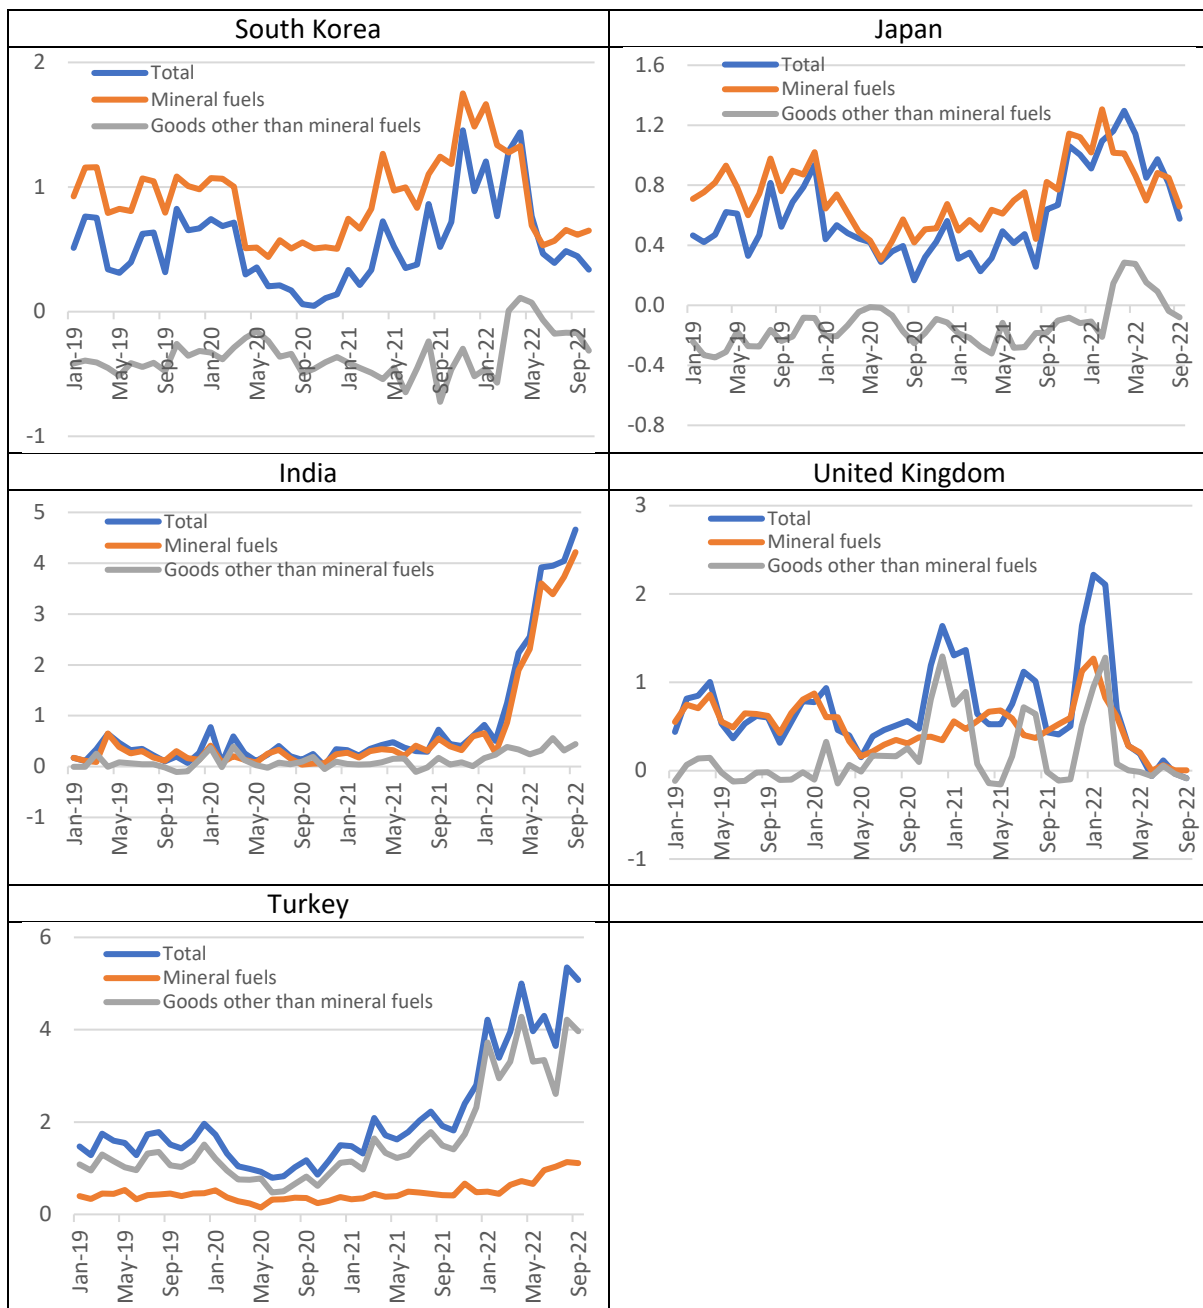 South Korea
2
1
0
-1
Total
Mineral fuels
Goods other than mineral fuels
Jan-19
May-19
Sep-19
Jan-20
May-20
Sep-20
Jan-21
May-21
Sep-21
Jan-22
May-22
Sep-22
Japan
1.6
1.2
0.8
0.4
0.0
-0.4
-0.8
Total
Mineral fuels
Goods other than mineral fuels
Jan-19
May-19
Sep-19
Jan-20
May-20
Sep-20
Jan-21
May-21
Sep-21
Jan-22
May-22
Sep-22
India
5
4
3
2
1
0
-1
Total
Mineral fuels
Goods other than mineral fuels
Jan-19
May-19
Sep-19
Jan-20
May-20
Sep-20
Jan-21
May-21
Sep-21
Jan-22
May-22
Sep-22
United Kingdom
3
2
1
0
-1
Total
Mineral fuels
Goods other than mineral fuels
Jan-19
May-19
Sep-19
Jan-20
May-20
Sep-20
Jan-21
May-21
Sep-21
Jan-22
May-22
Sep-22
Turkey
6
4
2
0
Total
Mineral fuels
Goods other than mineral fuels
Jan-19
May-19
Sep-19
Jan-20
May-20
Sep-20
Jan-21
May-21
Sep-21
Jan-22
May-22
Sep-22